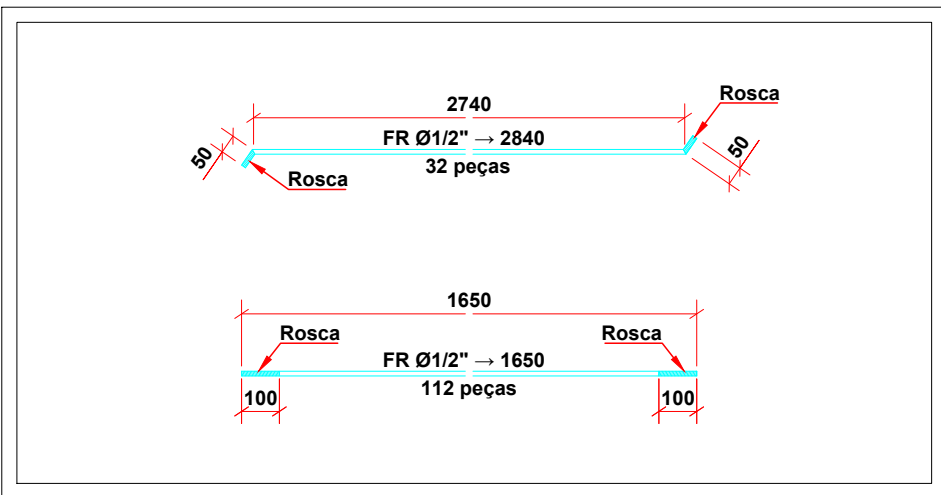 2740
Rosca
FR Ø1/2" → 2840
50
50
32 peças
Rosca
1650
Rosca
Rosca
FR Ø1/2" → 1650
112 peças
100
100